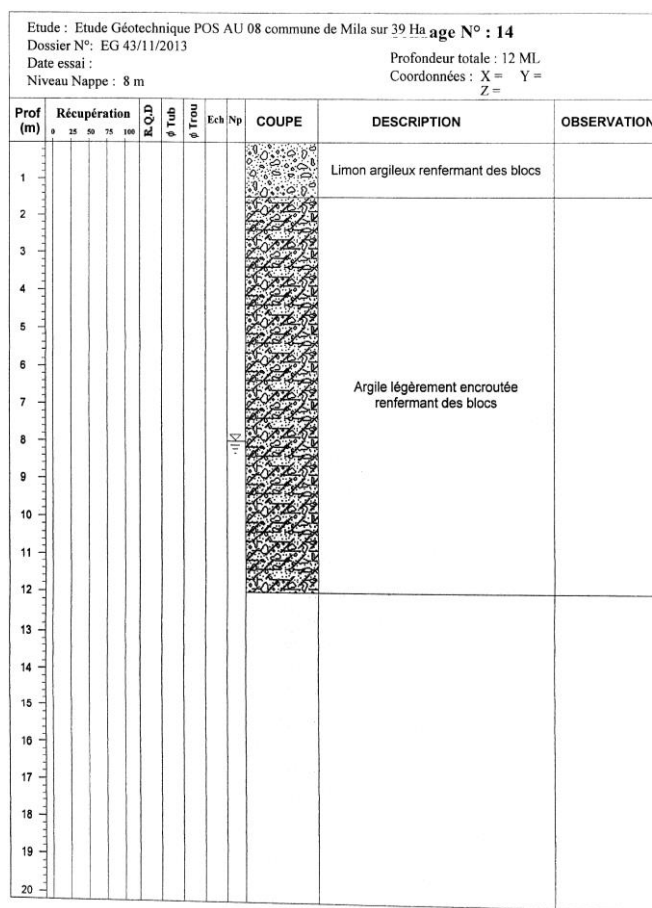 Etude : Etude Géotechnique POS AU 08 commune de Mila sur 39 Ha age N° : 14
Dossier N°: EG 43/11/2013
Date essai :
Niveau Nappe : 8 m
Profondeur totale : 12 ML
Coordonnées : X = Y =
Z =
Prof (m)
Récupération
0 25 50 75 100
R.Q.D
ϕ Tub
ϕ Trou
Ech
Np
COUPE
DESCRIPTION
OBSERVATION
1
Limon argileux renfermant des blocs
2
3
4
5
6
Argile légèrement encroutée
renfermant des blocs
7
8
9
10
11
12
13
14
15
16
17
18
19
20